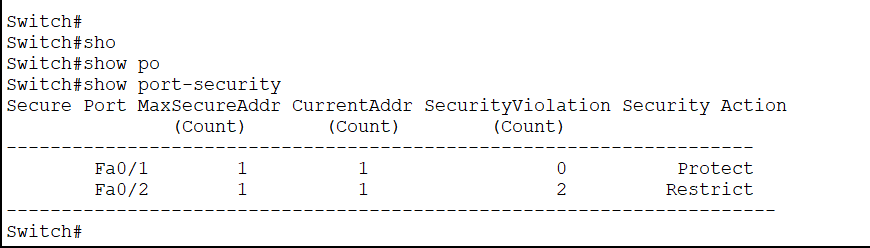 Switch#
Switch#sho
Switch#show po
Switch#show port-security
Secure Port MaxSecureAddr CurrentAddr SecurityViolation Security Action
(Count) (Count) (Count)
--------------------------------------------------------------------
Fa0/1 1 1 0 Protect
Fa0/2 1 1 2 Restrict
----------------------------------------------------------------------
Switch#